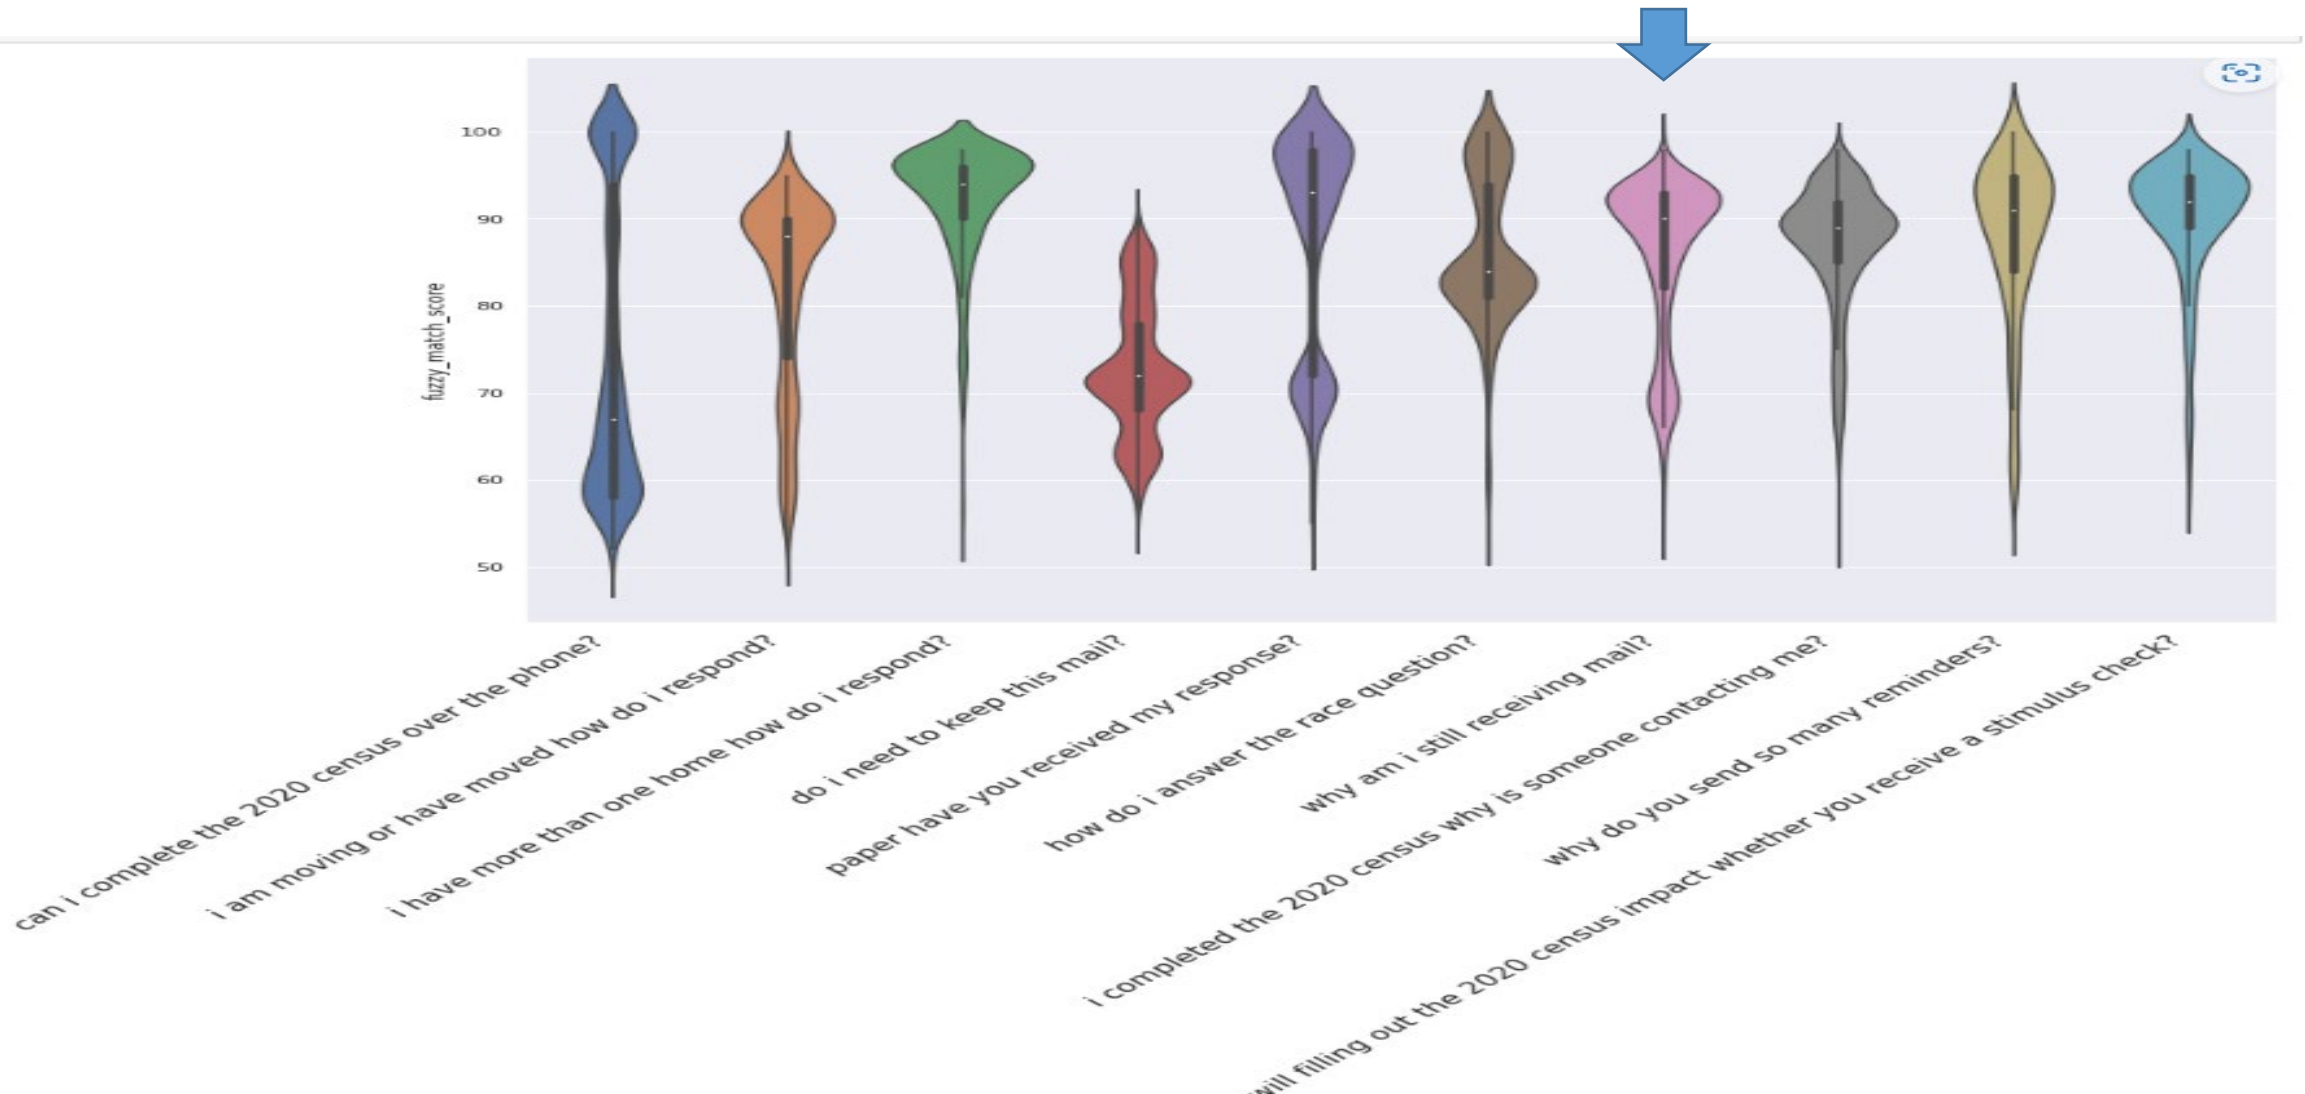 100
90
80
70
60
50
fuzzy_match_score
can i complete the 2020 census over the phone?
i am moving or have moved how do i respond?
i have more than one home how do i respond?
do i need to keep this mail?
paper have you received my response?
how do i answer the race question?
why am i still receiving mail?
i completed the 2020 census why is someone contacting me?
why do you send so many reminders?
will filling out the 2020 census impact whether you receive a stimulus check?